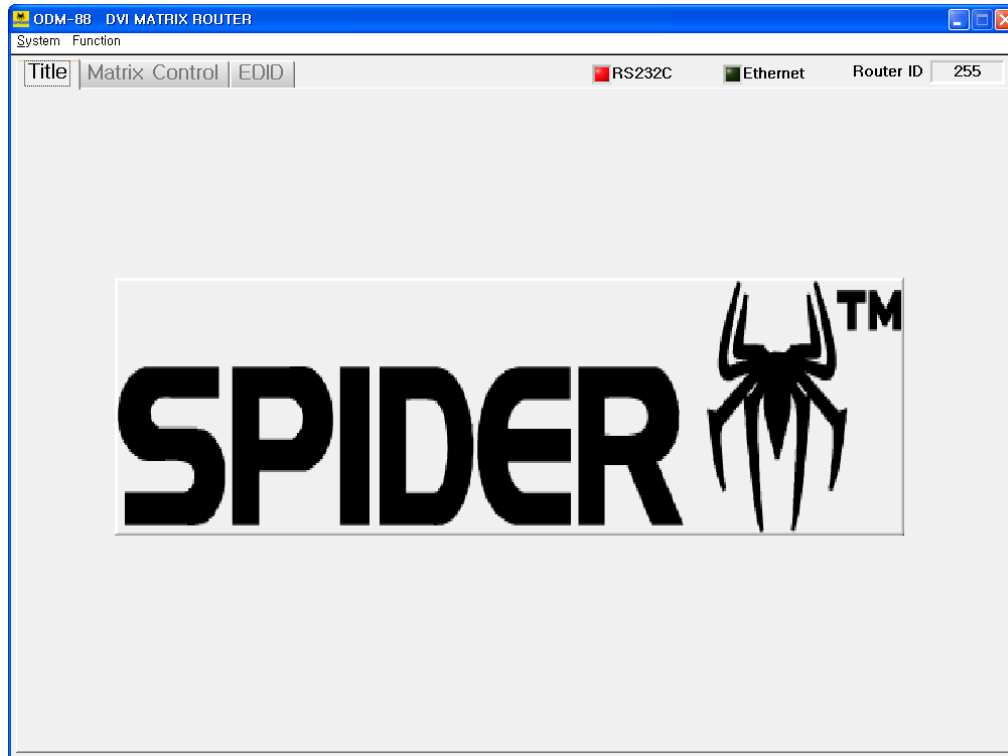 ODM-88 DVI MATRIX ROUTER
System Function
Title Matrix Control EDID RS232C Ethernet Router ID 255
SPIDER TM